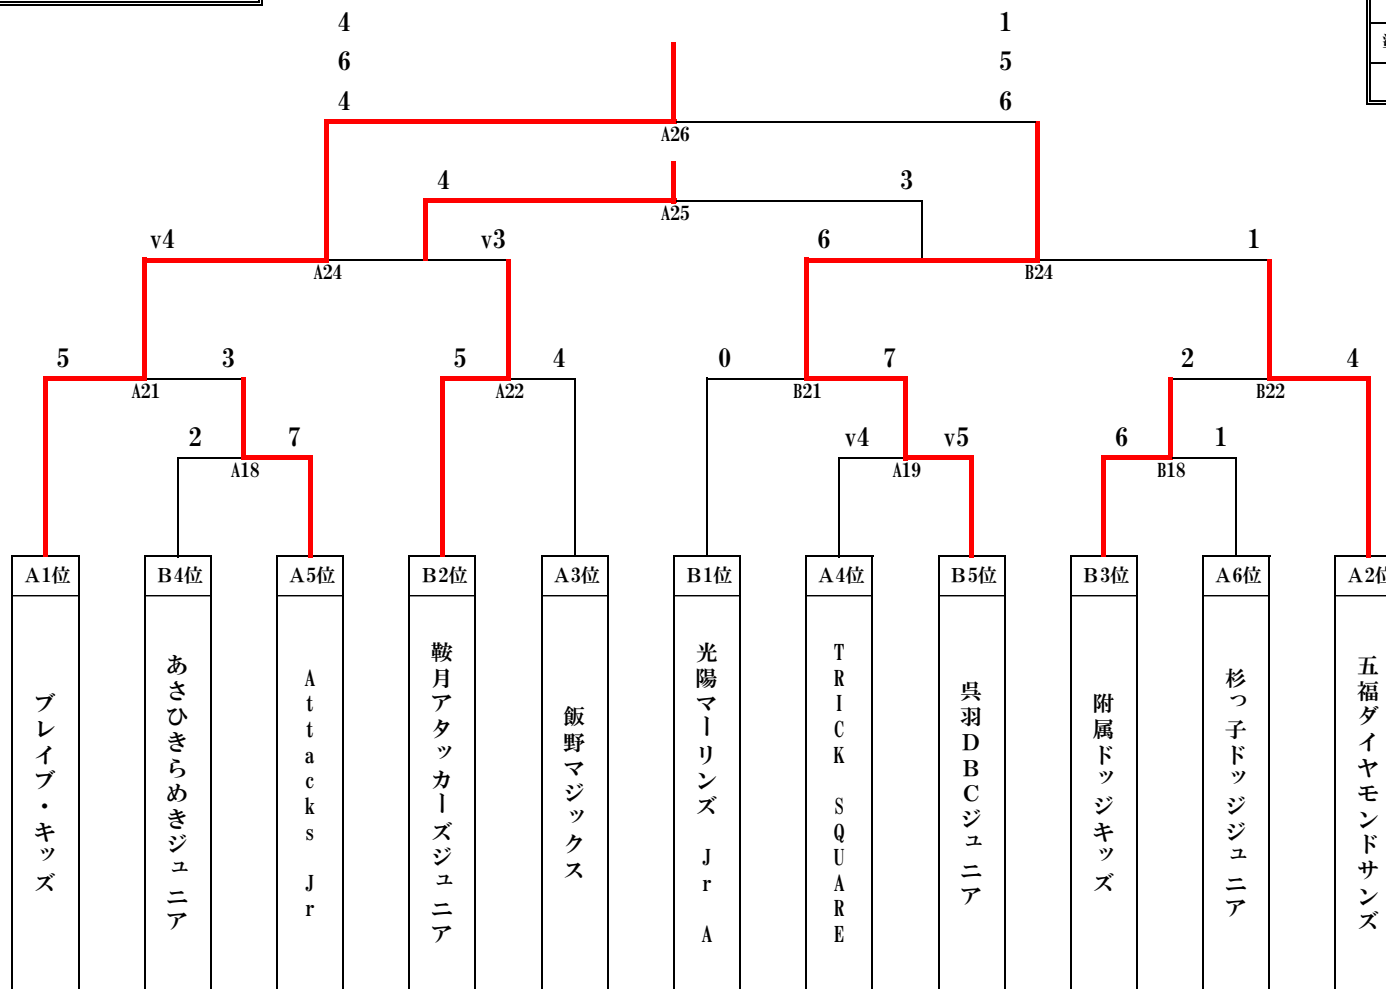 4 1
6 5
4 6
A26
4 3
A25
v4 v3 6 1
A24 B24
5 3 5 4 0 7 2 4
A21 A22 B21 B22
2 7 v4 v5 6 1
A18 A19 B18
A1位 B4位 A5位 B2位 A3位 B1位 A4位 B5位 B3位 A6位 A2位
ブレイブ・キッズ
あさひきらめきジュニア
Attacks Jr
鞍月アタッカーズジュニア
飯野マジックス
光陽マーリンズ Jr A
TRICK SQUARE
呉羽DBCジュニア
附属ドッジキッズ
杉っ子ドッジジュニア
五福ダイヤモンドサンズ